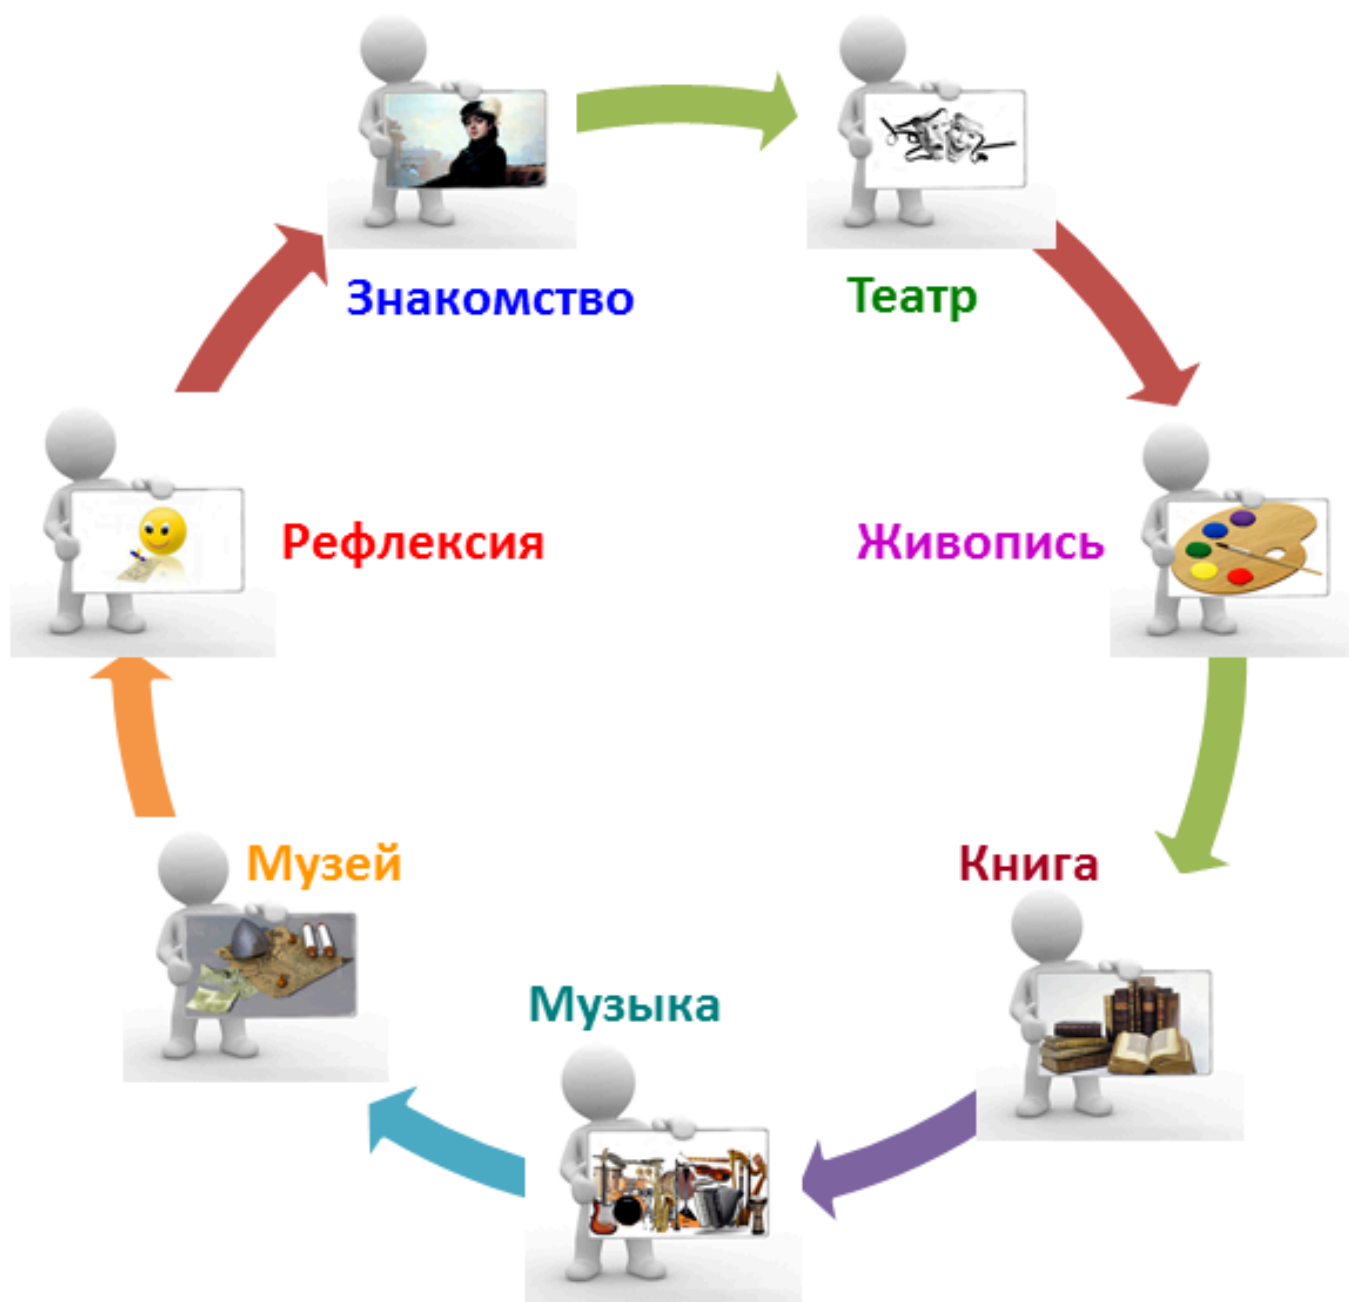 Знакомство
Театр
Рефлексия
Живопись
Музей
Книга
Музыка